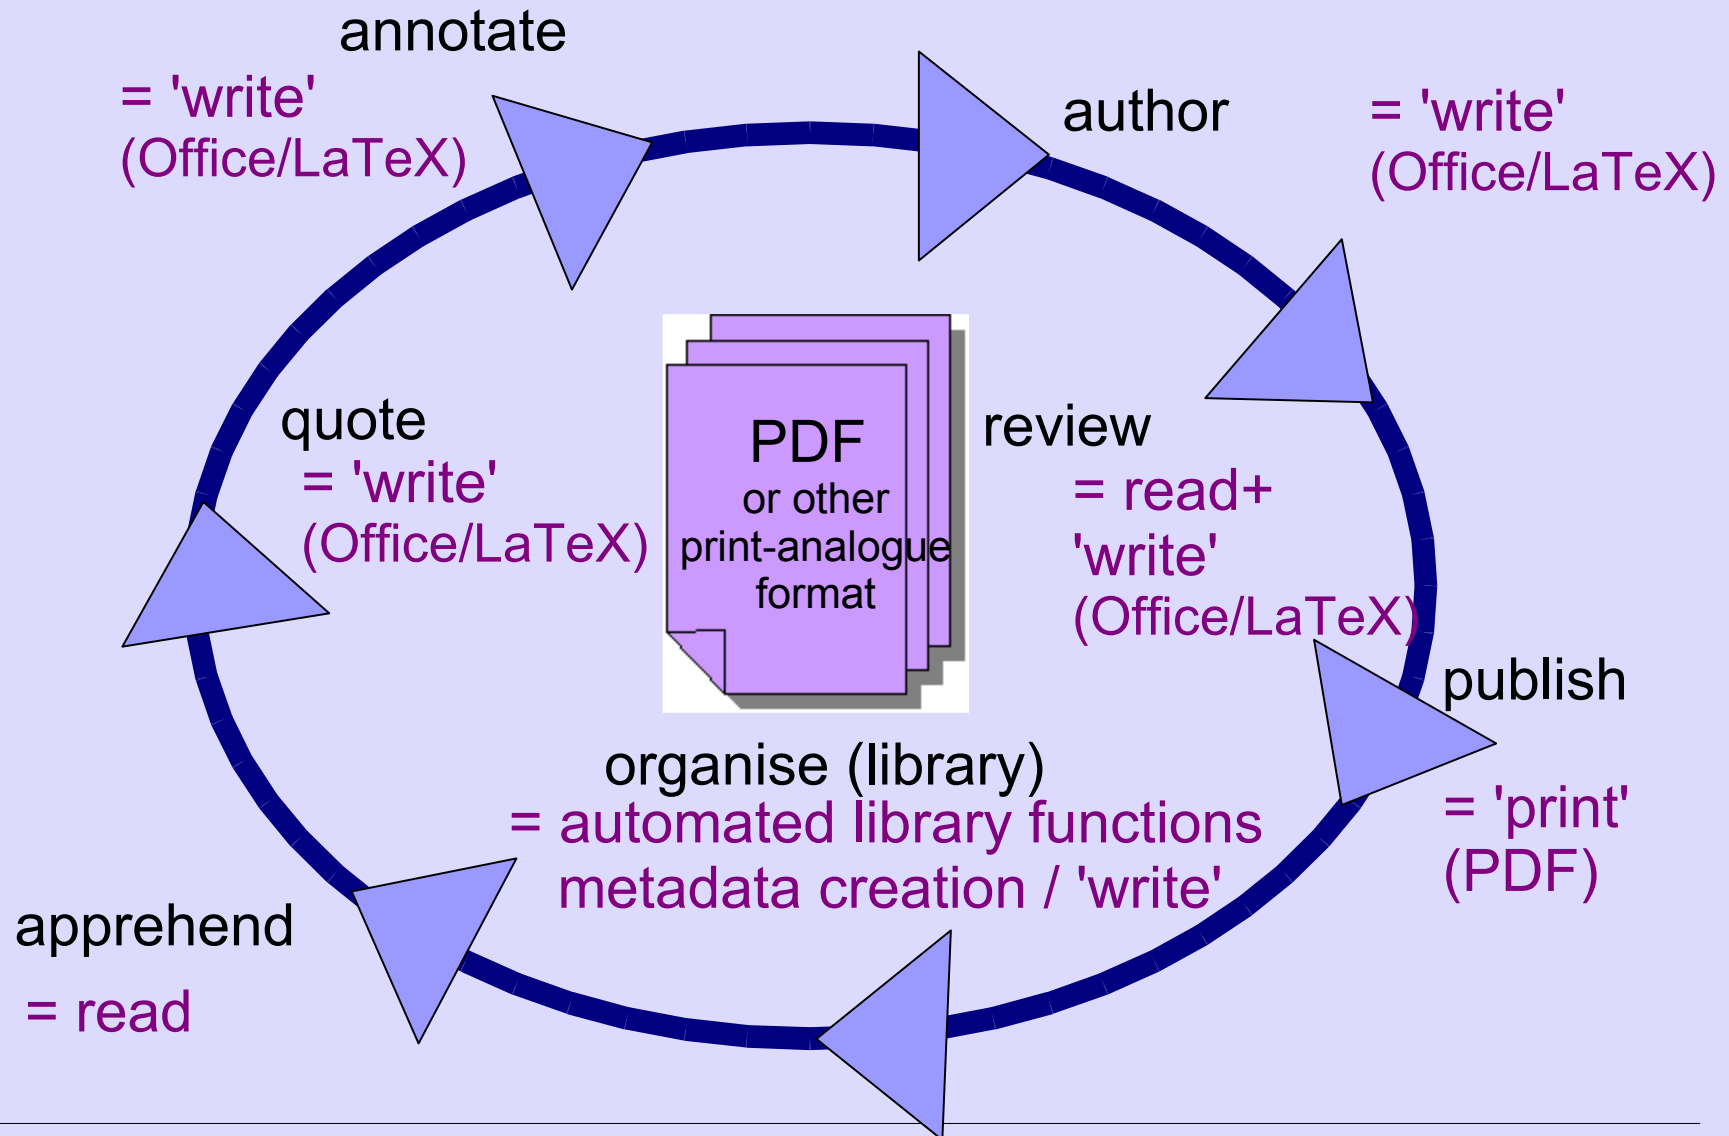 annotate
= 'write'
(Office/LaTeX)
author
= 'write'
(Office/LaTeX)
quote
= 'write'
(Office/LaTeX)
PDF
or other
print-analogue
format
review
= read+
'write'
(Office/LaTeX)
publish
= 'print'
(PDF)
organise (library)
= automated library functions
metadata creation / 'write'
apprehend
= read